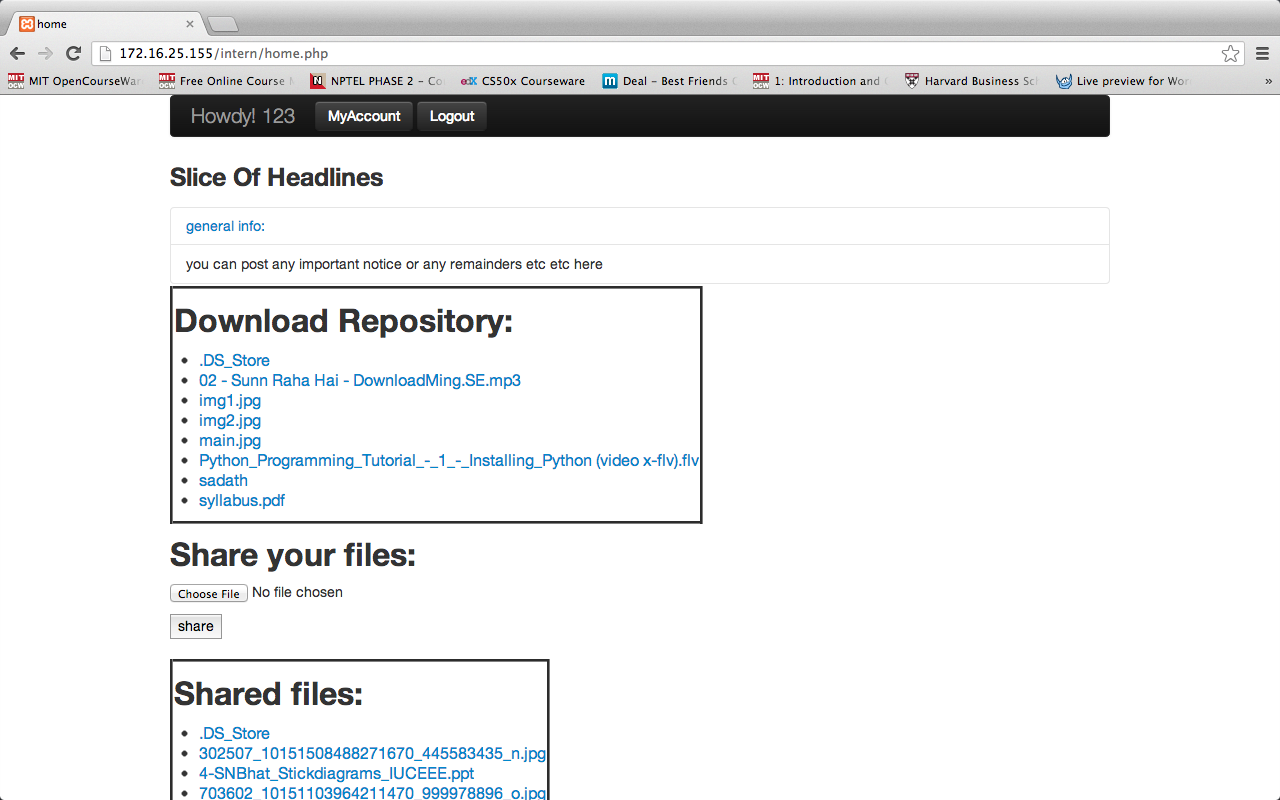 home
172.16.25.155/intern/home.php
MIT OpenCourseWar
Free Online Course M
NPTEL PHASE 2 – Co
edX CS50x Courseware
Deal – Best Friends
1: Introduction and
Harvard Business Sc
Live preview for Wor
»
Howdy! 123 MyAccount Logout
Slice Of Headlines
general info:
you can post any important notice or any remainders etc etc here
Download Repository:
.DS_Store
02 - Sunn Raha Hai - DownloadMing.SE.mp3
img1.jpg
img2.jpg
main.jpg
Python_Programming_Tutorial_-_1_-_Installing_Python (video x-flv).flv
sadath
syllabus.pdf
Share your files:
Choose File No file chosen
share
Shared files:
.DS_Store
302507_10151508488271670_445583435_n.jpg
4-SNBhat_Stickdiagrams_IUCEEE.ppt
703602_10151103964211470_999978896_o.jpg